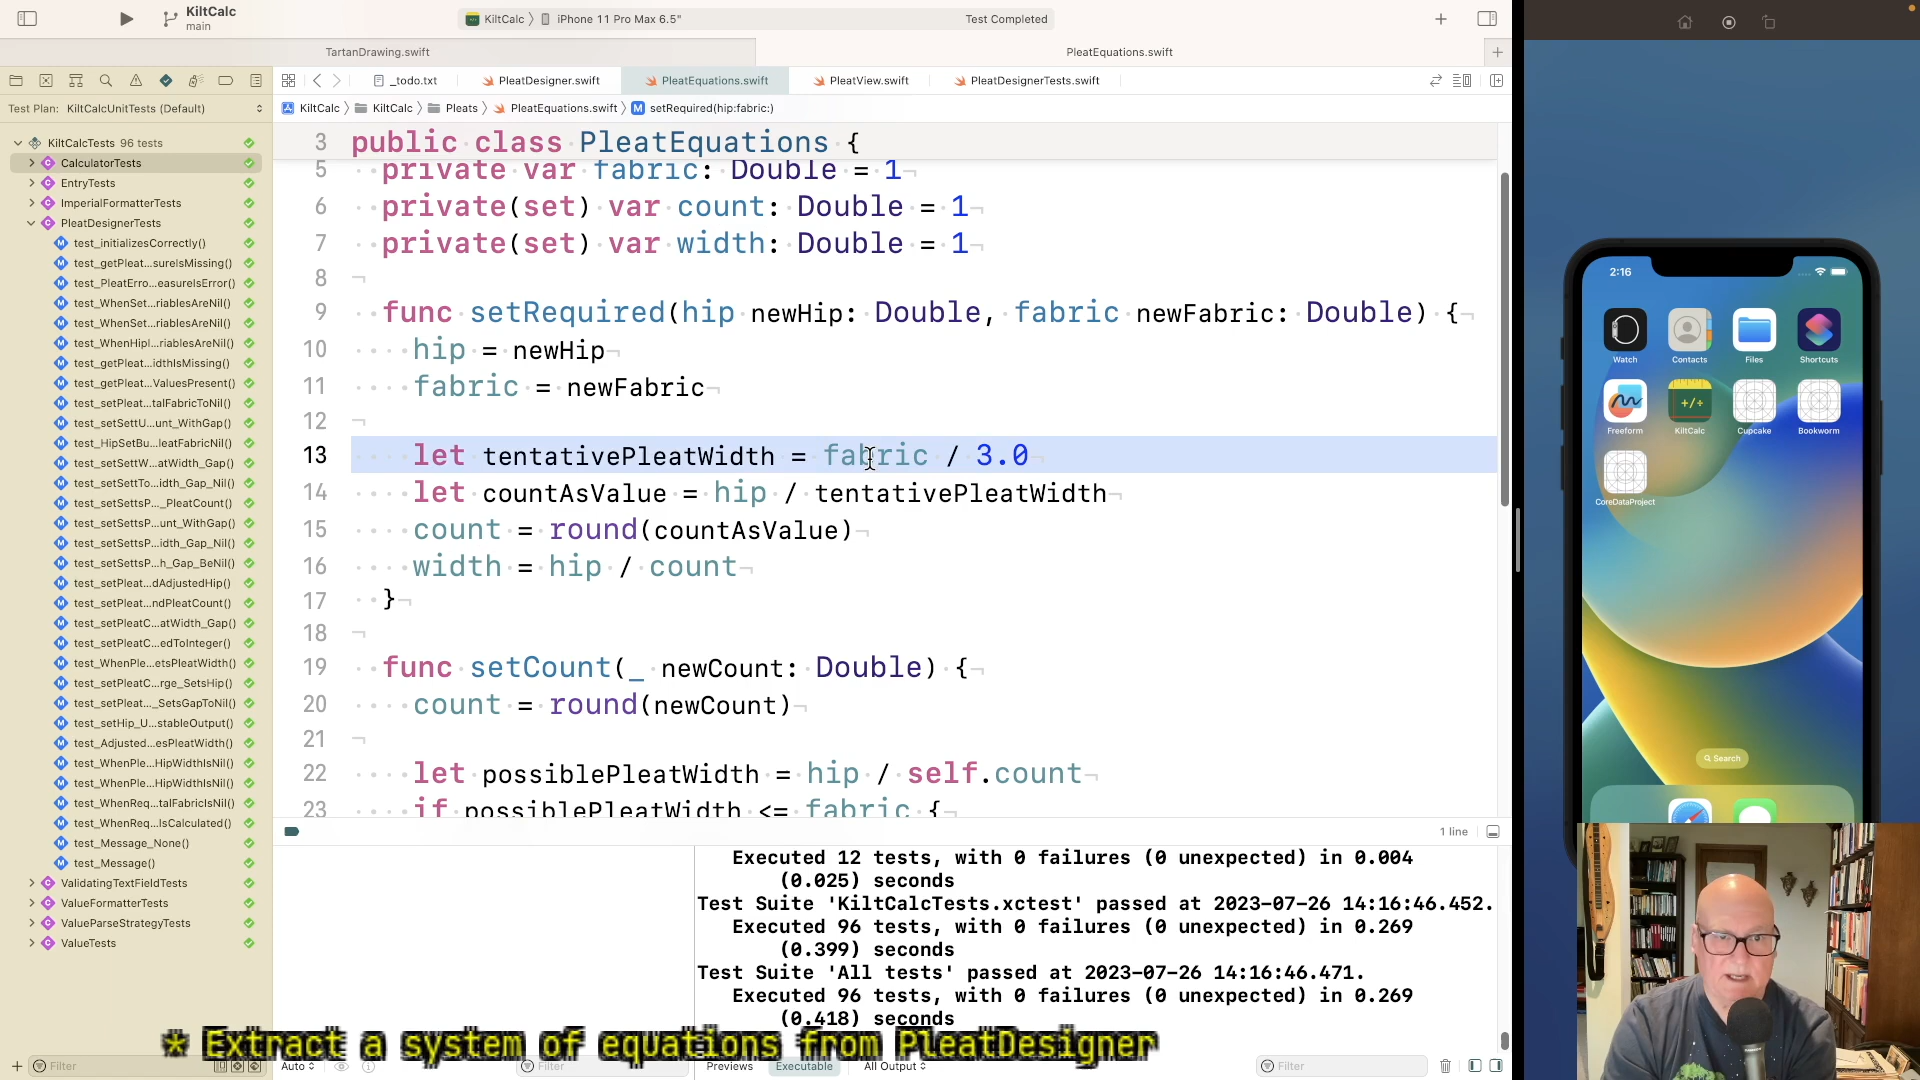 KiltCalc
main
KiltCalc
iPhone 11 Pro Max 6.5"
Test Completed
TartanDrawing.swift
PleatEquations.swift
_todo.txt
PleatDesigner.swift
PleatEquations.swift
PleatView.swift
PleatDesignerTests.swift
Test Plan: KiltCalcUnitTests (Default)
KiltCalc
KiltCalc
Pleats
PleatEquations.swift
M setRequired(hip:fabric:)
KiltCalcTests 96 tests
C CalculatorTests
C EntryTests
C ImperialFormatterTests
C PleatDesignerTests
M test_initializesCorrectly()
M test_getPleat...sureIsMissing()
M test_PleatErro...easureIsError()
M test_WhenSet...riablesAreNil()
M test_WhenSet...riablesAreNil()
M test_WhenHipl...riablesAreNil()
M test_getPleat...idthIsMissing()
M test_getPleat...ValuesPresent()
M test_setPleat...talFabricToNil()
M test_setSettU...unt_WithGap()
M test_HipSetBu...leatFabricNil()
M test_setSettW...atWidth_Gap()
M test_setSetTo...idth_Gap_Nil()
M test_setSettsP..._PleatCount()
M test_setSettsP...unt_WithGap()
M test_setSettsP...idth_Gap_Nil()
M test_setSettsP...h_Gap_BeNil()
M test_setPleat...dAdjustedHip()
M test_setPleat...ndPleatCount()
M test_setPleatC...atWidth_Gap()
M test_setPleatC...edToInteger()
M test_WhenPle...etsPleatWidth()
M test_setPleatC...rge_SetsHip()
M test_setPleat..._SetsGapToNil()
M test_setHip_U...stableOutput()
M test_Adjusted...esPleatWidth()
M test_WhenPle...HipWidthIsNil()
M test_WhenPle...HipWidthIsNil()
M test_WhenReq...talFabricIsNil()
M test_WhenReq...IsCalculated()
M test_Message_None()
M test_Message()
C ValidatingTextFieldTests
C ValueFormatterTests
C ValueParseStrategyTests
C ValueTests
Filter
3 public class PleatEquations {
5 private var fabric: Double = 1
6 private(set) var count: Double = 1
7 private(set) var width: Double = 1
8
9 func setRequired(hip newHip: Double, fabric newFabric: Double) {
10 hip = newHip
11 fabric = newFabric
12
13 let tentativePleatWidth = fabric / 3.0
14 let countAsValue = hip / tentativePleatWidth
15 count = round(countAsValue)
16 width = hip / count
17 }
18
19 func setCount(_ newCount: Double) {
20 count = round(newCount)
21
22 let possiblePleatWidth = hip / self.count
23 if possiblePleatWidth <= fabric {
1 line
Executed 12 tests, with 0 failures (0 unexpected) in 0.004
(0.025) seconds
Test Suite 'KiltCalcTests.xctest' passed at 2023-07-26 14:16:46.452.
Executed 96 tests, with 0 failures (0 unexpected) in 0.269
(0.399) seconds
Test Suite 'All tests' passed at 2023-07-26 14:16:46.471.
Executed 96 tests, with 0 failures (0 unexpected) in 0.269
(0.418) seconds
* Extract a system of equations from PleatDesigner
Auto
Filter
Previews
Executable
All Output
Filter
2:16
Watch
Contacts
Files
Shortcuts
Freeform
+/÷
KiltCalc
Cupcake
Bookworm
CoreDataProject
Search